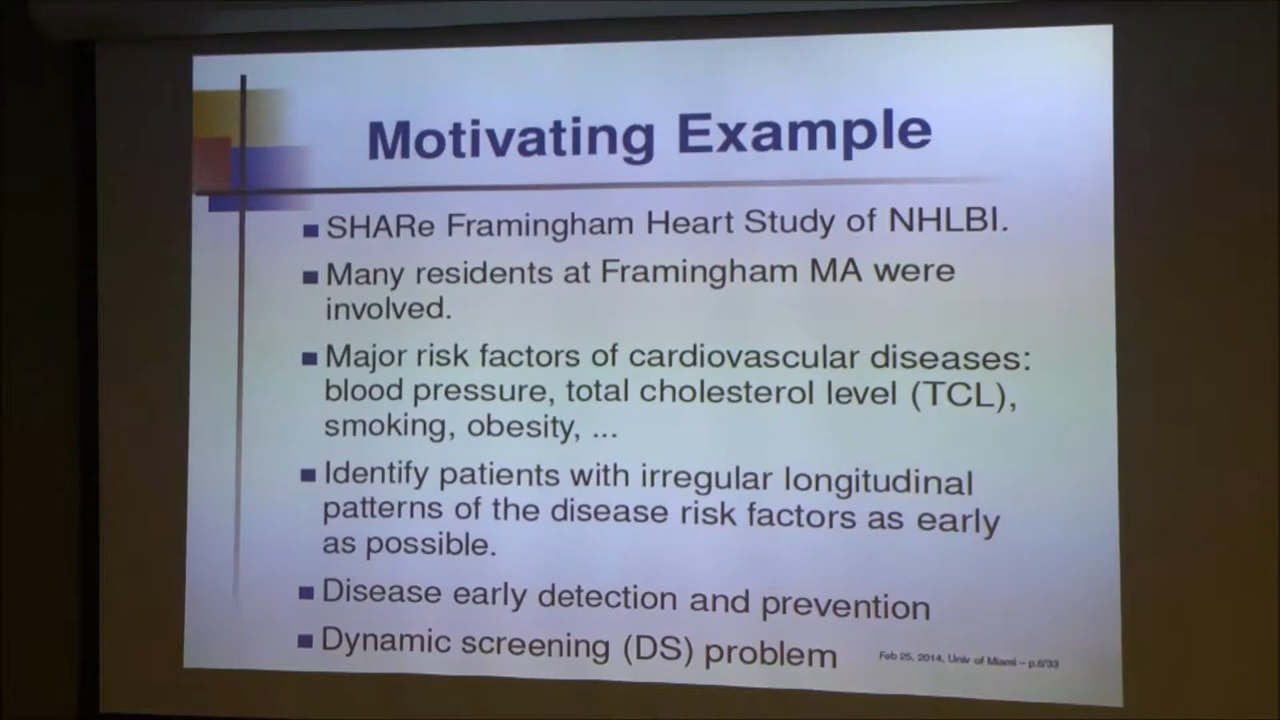 Motivating Example
SHARe Framingham Heart Study of NHLBI.
Many residents at Framingham MA were
involved.
Major risk factors of cardiovascular diseases:
blood pressure, total cholesterol level (TCL),
smoking, obesity, ...
Identify patients with irregular longitudinal
patterns of the disease risk factors as early
as possible.
Disease early detection and prevention
Dynamic screening (DS) problem
Feb 25, 2014, Univ of Miami – p.6/33